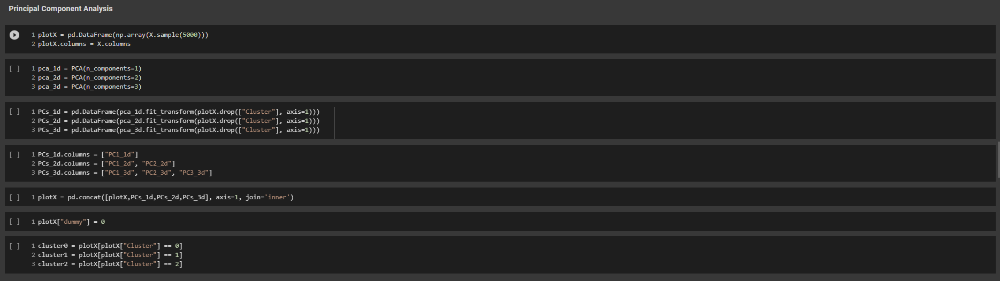 Principal Component Analysis
1 plotX = pd.DataFrame(np.array(X.sample(5000)))
2 plotX.columns = X.columns
[ ] 1 pca_1d = PCA(n_components=1)
2 pca_2d = PCA(n_components=2)
3 pca_3d = PCA(n_components=3)
[ ] 1 PCs_1d = pd.DataFrame(pca_1d.fit_transform(plotX.drop(["Cluster"], axis=1)))
2 PCs_2d = pd.DataFrame(pca_2d.fit_transform(plotX.drop(["Cluster"], axis=1)))
3 PCs_3d = pd.DataFrame(pca_3d.fit_transform(plotX.drop(["Cluster"], axis=1)))
[ ] 1 PCs_1d.columns = ["PC1_1d"]
2 PCs_2d.columns = ["PC1_2d", "PC2_2d"]
3 PCs_3d.columns = ["PC1_3d", "PC2_3d", "PC3_3d"]
[ ] 1 plotX = pd.concat([plotX,PCs_1d,PCs_2d,PCs_3d], axis=1, join='inner')
[ ] 1 plotX["dummy"] = 0
[ ] 1 cluster0 = plotX[plotX["Cluster"] == 0]
2 cluster1 = plotX[plotX["Cluster"] == 1]
3 cluster2 = plotX[plotX["Cluster"] == 2]